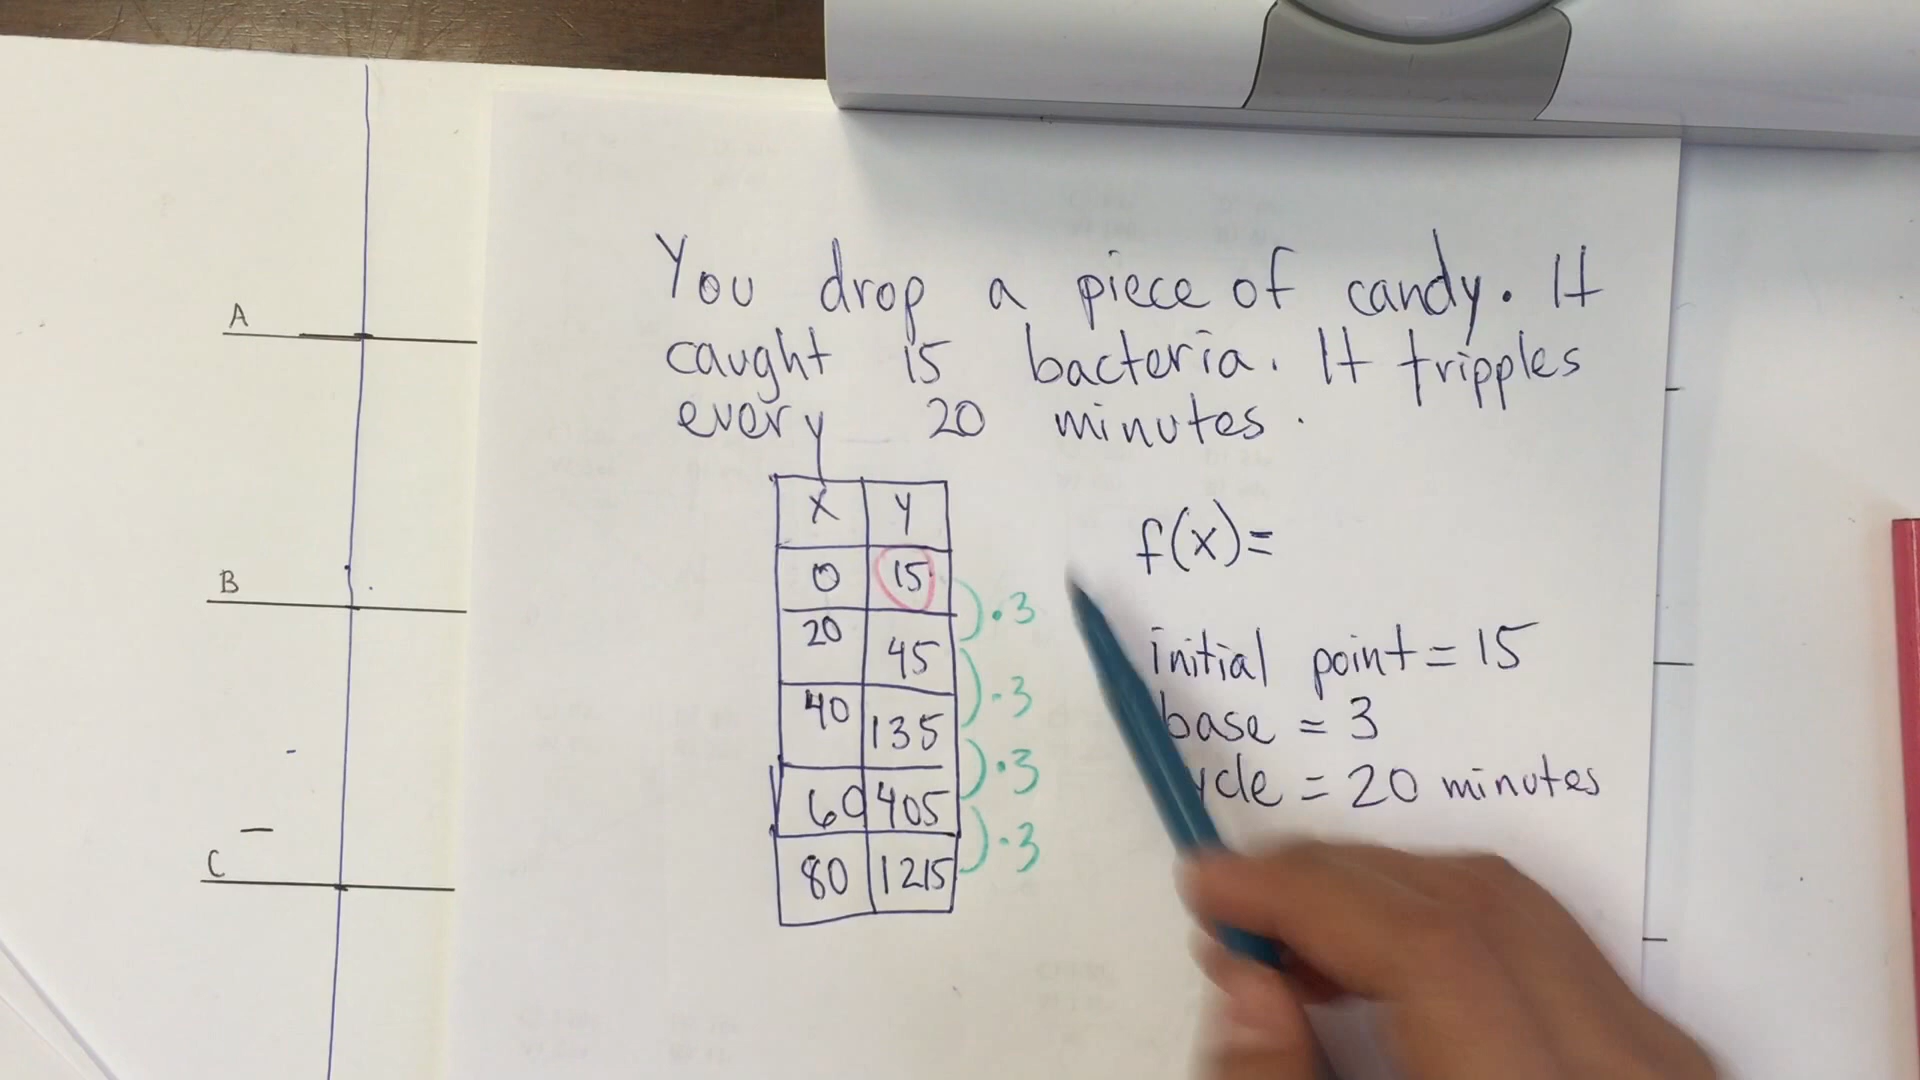 You drop a piece of candy. It
caught 15 bacteria. It tripples
every 20 minutes.
A
B
C
X Y
0 15
20 45
40 135
60 405
80 1215
·3
·3
·3
·3
f(x)=
initial point = 15
base = 3
= 20 minutes